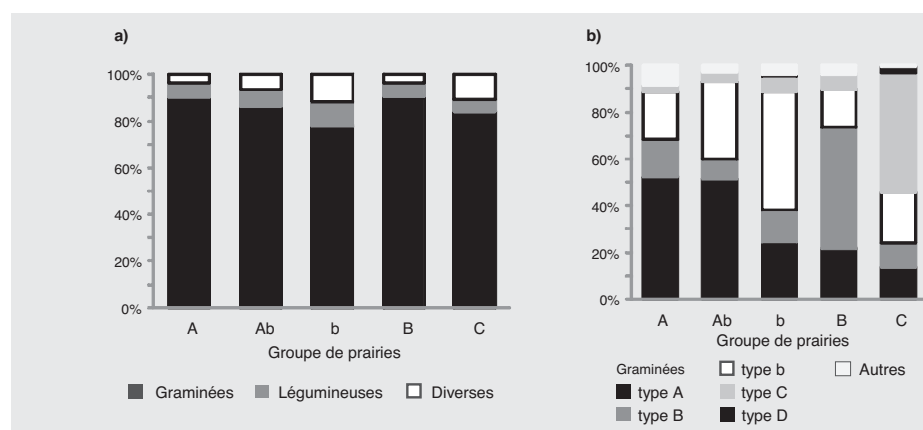 a)
100%
80%
60%
40%
20%
0%
A Ab b B C
Groupe de prairies
Graminées Légumineuses Diverses
b)
100%
80%
60%
40%
20%
0%
A Ab b B C
Groupe de prairies
Graminées type b Autres
type A type C
type B type D